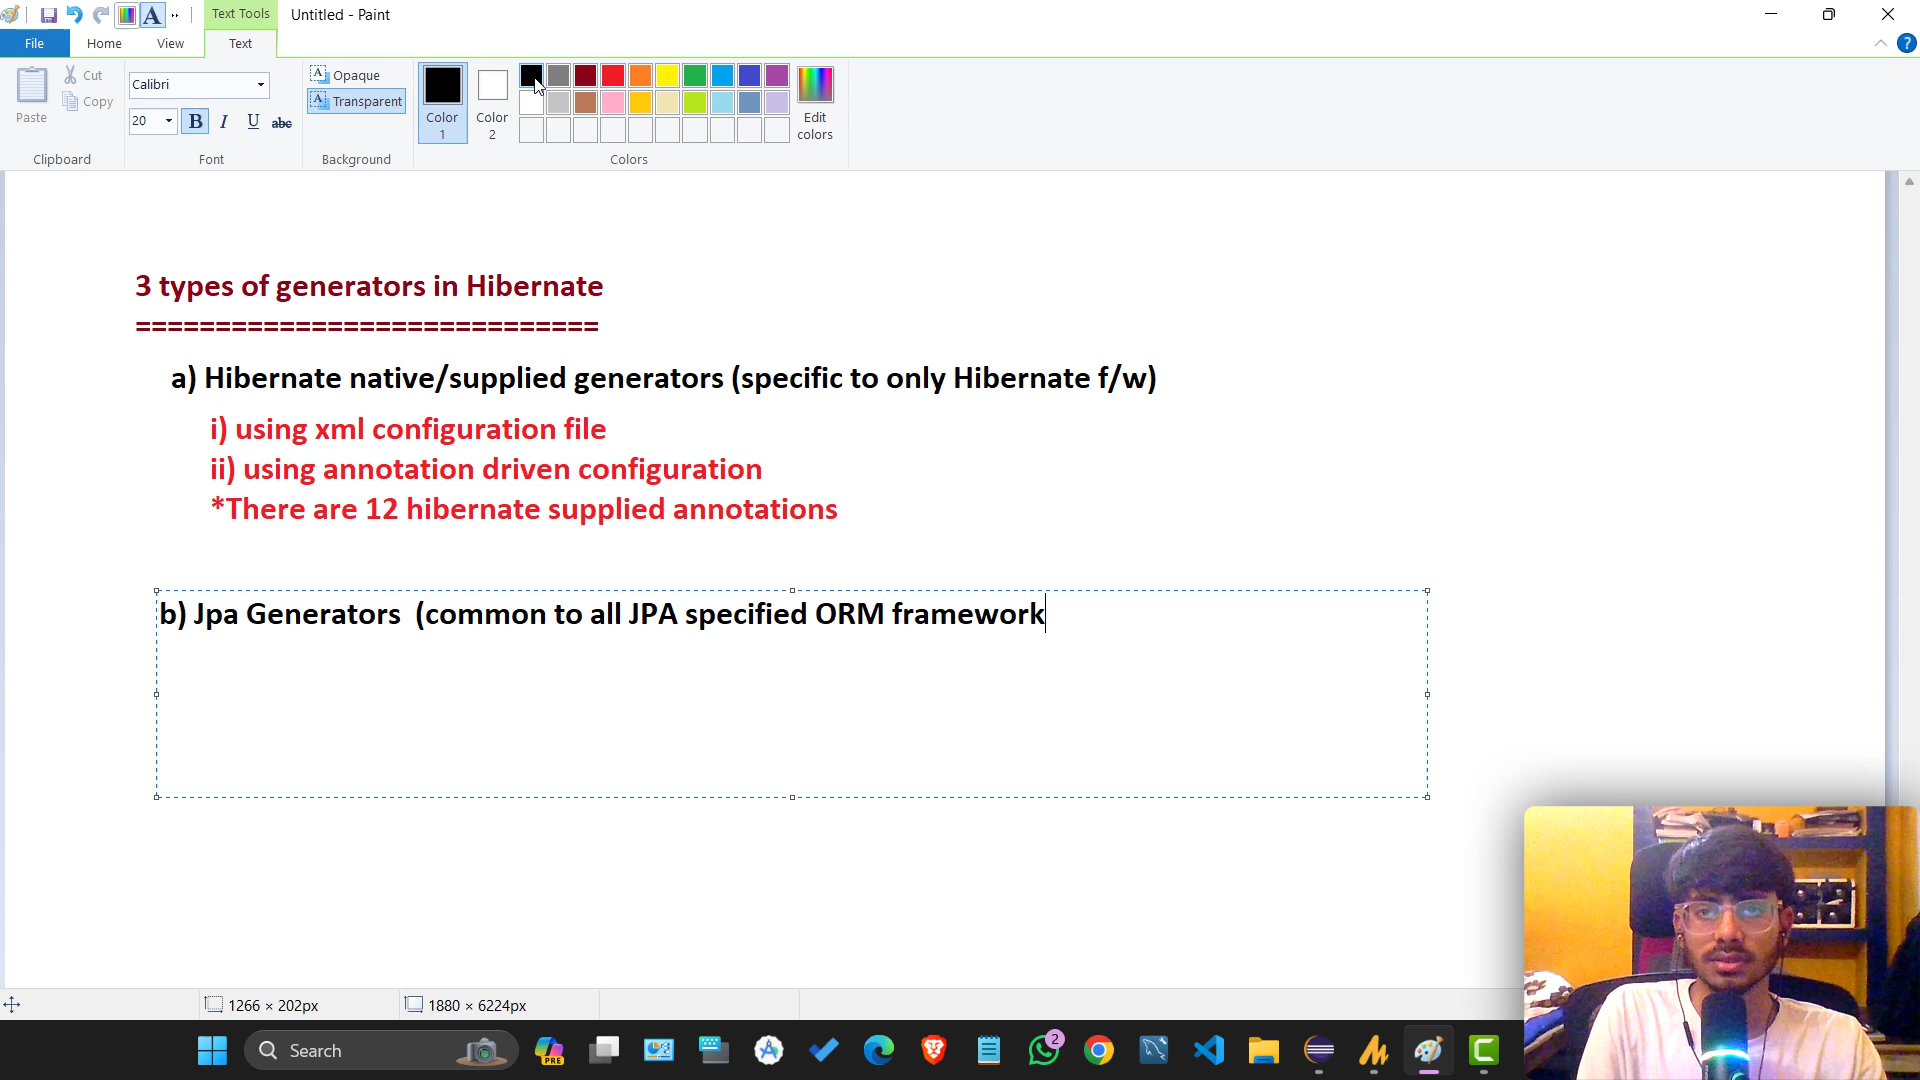 Text Tools
Untitled - Paint
File
Home
View
Text
Paste
Cut
Copy
Clipboard
Calibri
20
B
I
U
abc
Font
Opaque
Transparent
Background
Color
1
Color
2
Edit
colors
Colors
3 types of generators in Hibernate
=============================
a) Hibernate native/supplied generators (specific to only Hibernate f/w)
i) using xml configuration file
ii) using annotation driven configuration
*There are 12 hibernate supplied annotations
b) Jpa Generators  (common to all JPA specified ORM framework
1266 × 202px
1880 × 6224px
Search
PRE
2